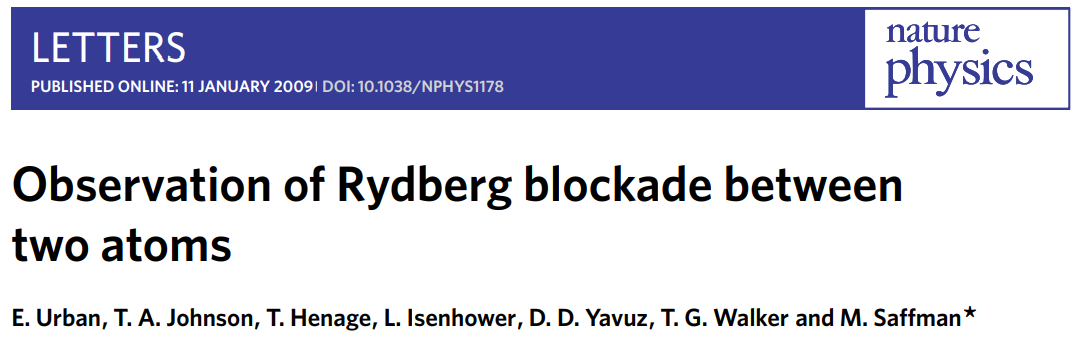 LETTERS
PUBLISHED ONLINE: 11 JANUARY 2009 | DOI: 10.1038/NPHYS1178
nature
physics
Observation of Rydberg blockade between
two atoms
E. Urban, T. A. Johnson, T. Henage, L. Isenhower, D. D. Yavuz, T. G. Walker and M. Saffman★